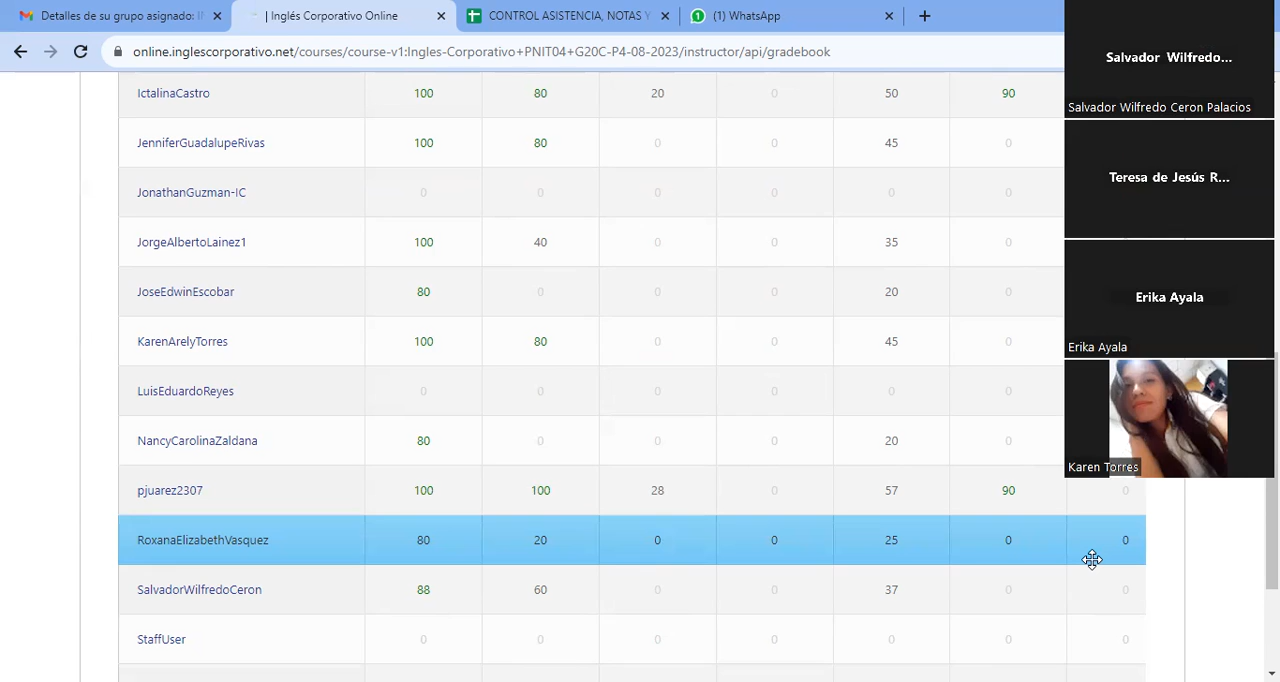 Detalles de su grupo asignado: I
| Inglés Corporativo Online
CONTROL ASISTENCIA, NOTAS Y
(1) WhatsApp
online.inglescorporativo.net/courses/course-v1:Ingles-Corporativo+PNIT04+G20C-P4-08-2023/instructor/api/gradebook
IctalinaCastro 100 80 20 0 50 90
JenniferGuadalupeRivas 100 80 0 0 45 0
JonathanGuzman-IC 0 0 0 0 0 0
JorgeAlbertoLainez1 100 40 0 0 35 0
JoseEdwinEscobar 80 0 0 0 20 0
KarenArelyTorres 100 80 0 0 45 0
LuisEduardoReyes 0 0 0 0 0 0
NancyCarolinaZaldana 80 0 0 0 20 0
pjuarez2307 100 100 28 0 57 90 0
RoxanaElizabethVasquez 80 20 0 0 25 0 0
SalvadorWilfredoCeron 88 60 0 0 37 0 0
StaffUser 0 0 0 0 0 0 0
Salvador Wilfredo...
Salvador Wilfredo Ceron Palacios
Teresa de Jesús R...
Erika Ayala
Erika Ayala
Karen Torres